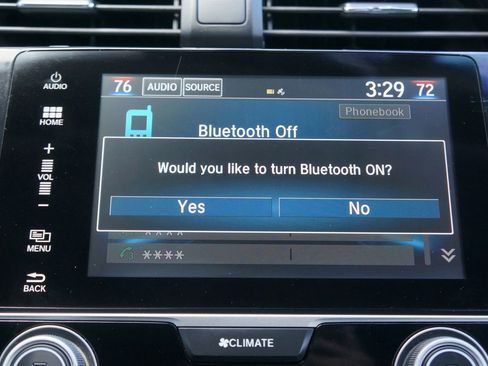 AUDIO
HOME
+
VOL
−
MENU
BACK
76 AUDIO SOURCE 3:29 72
Phonebook
Bluetooth Off
Would you like to turn Bluetooth ON?
Yes No
****
3 ****
CLIMATE